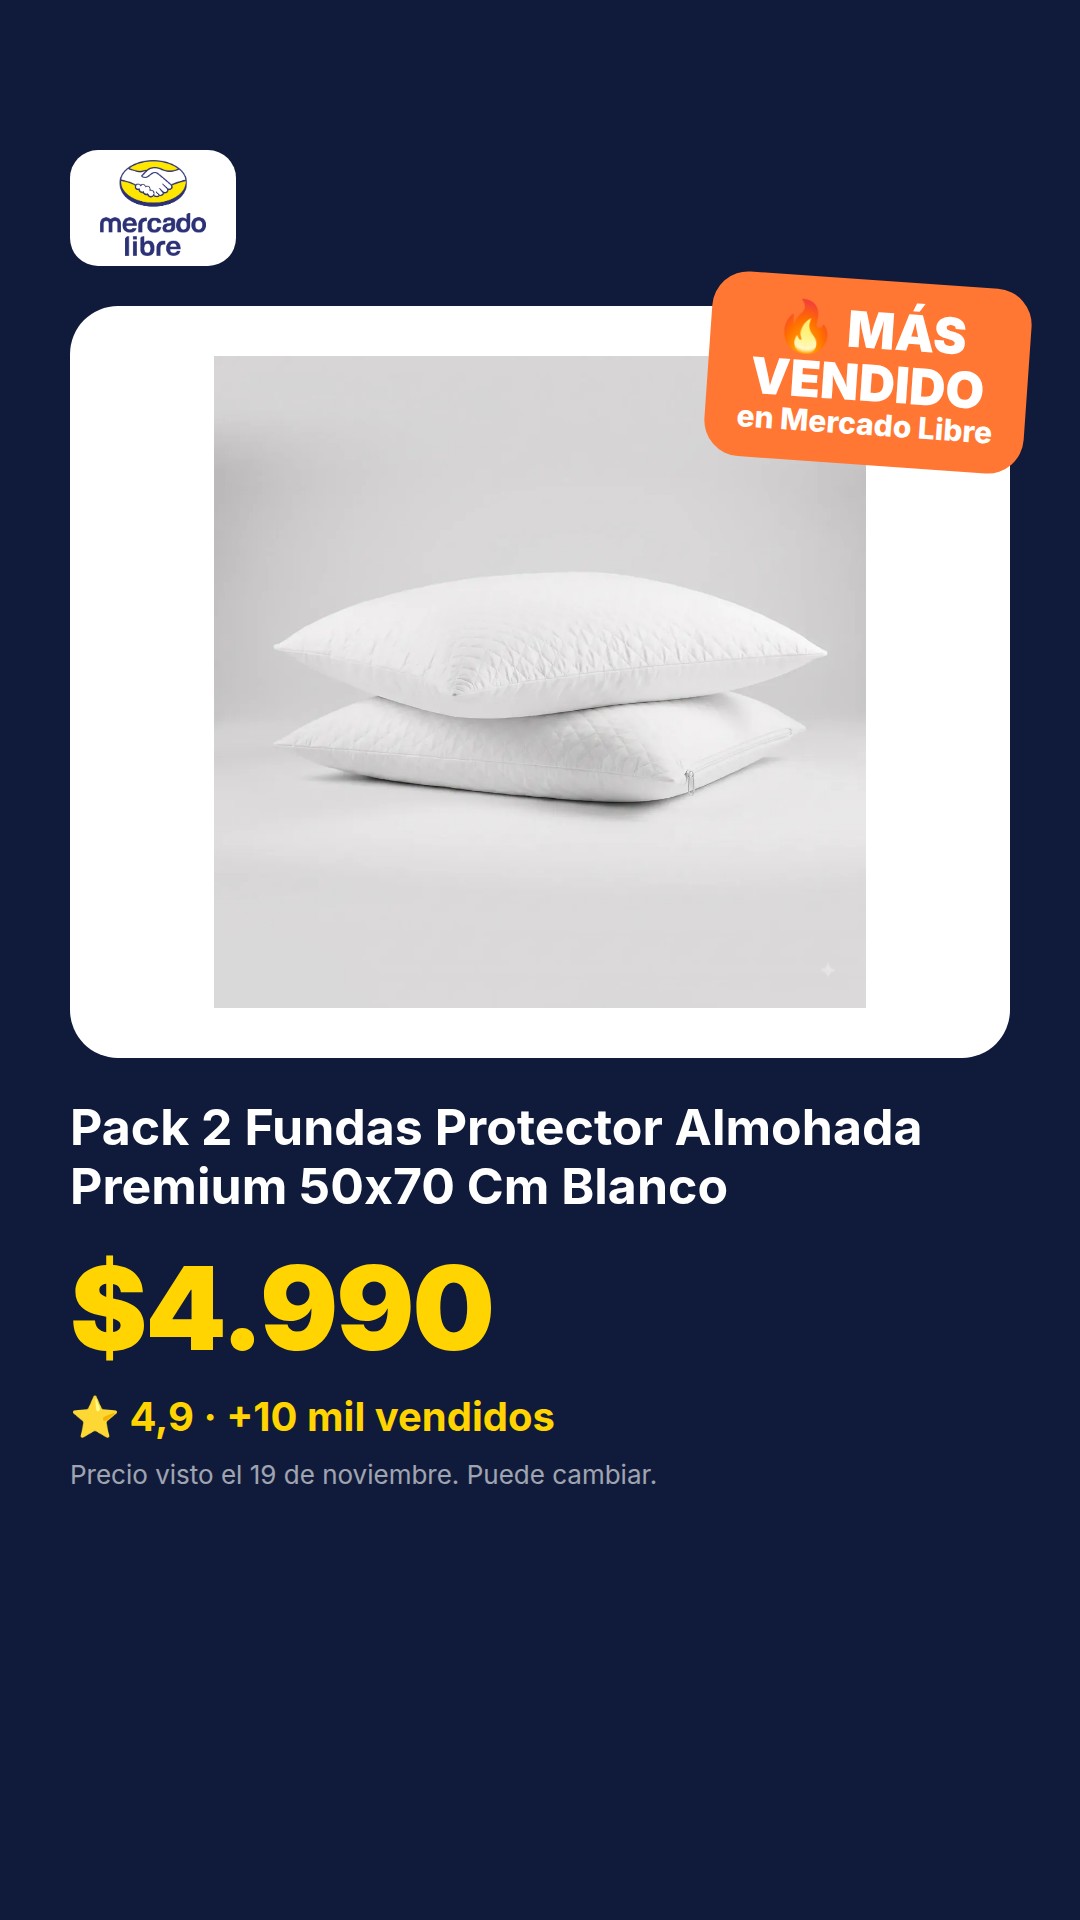 mercado
libre
🔥 MÁS
VENDIDO
en Mercado Libre
Pack 2 Fundas Protector Almohada
Premium 50x70 Cm Blanco
$4.990
⭐ 4,9 · +10 mil vendidos
Precio visto el 19 de noviembre. Puede cambiar.